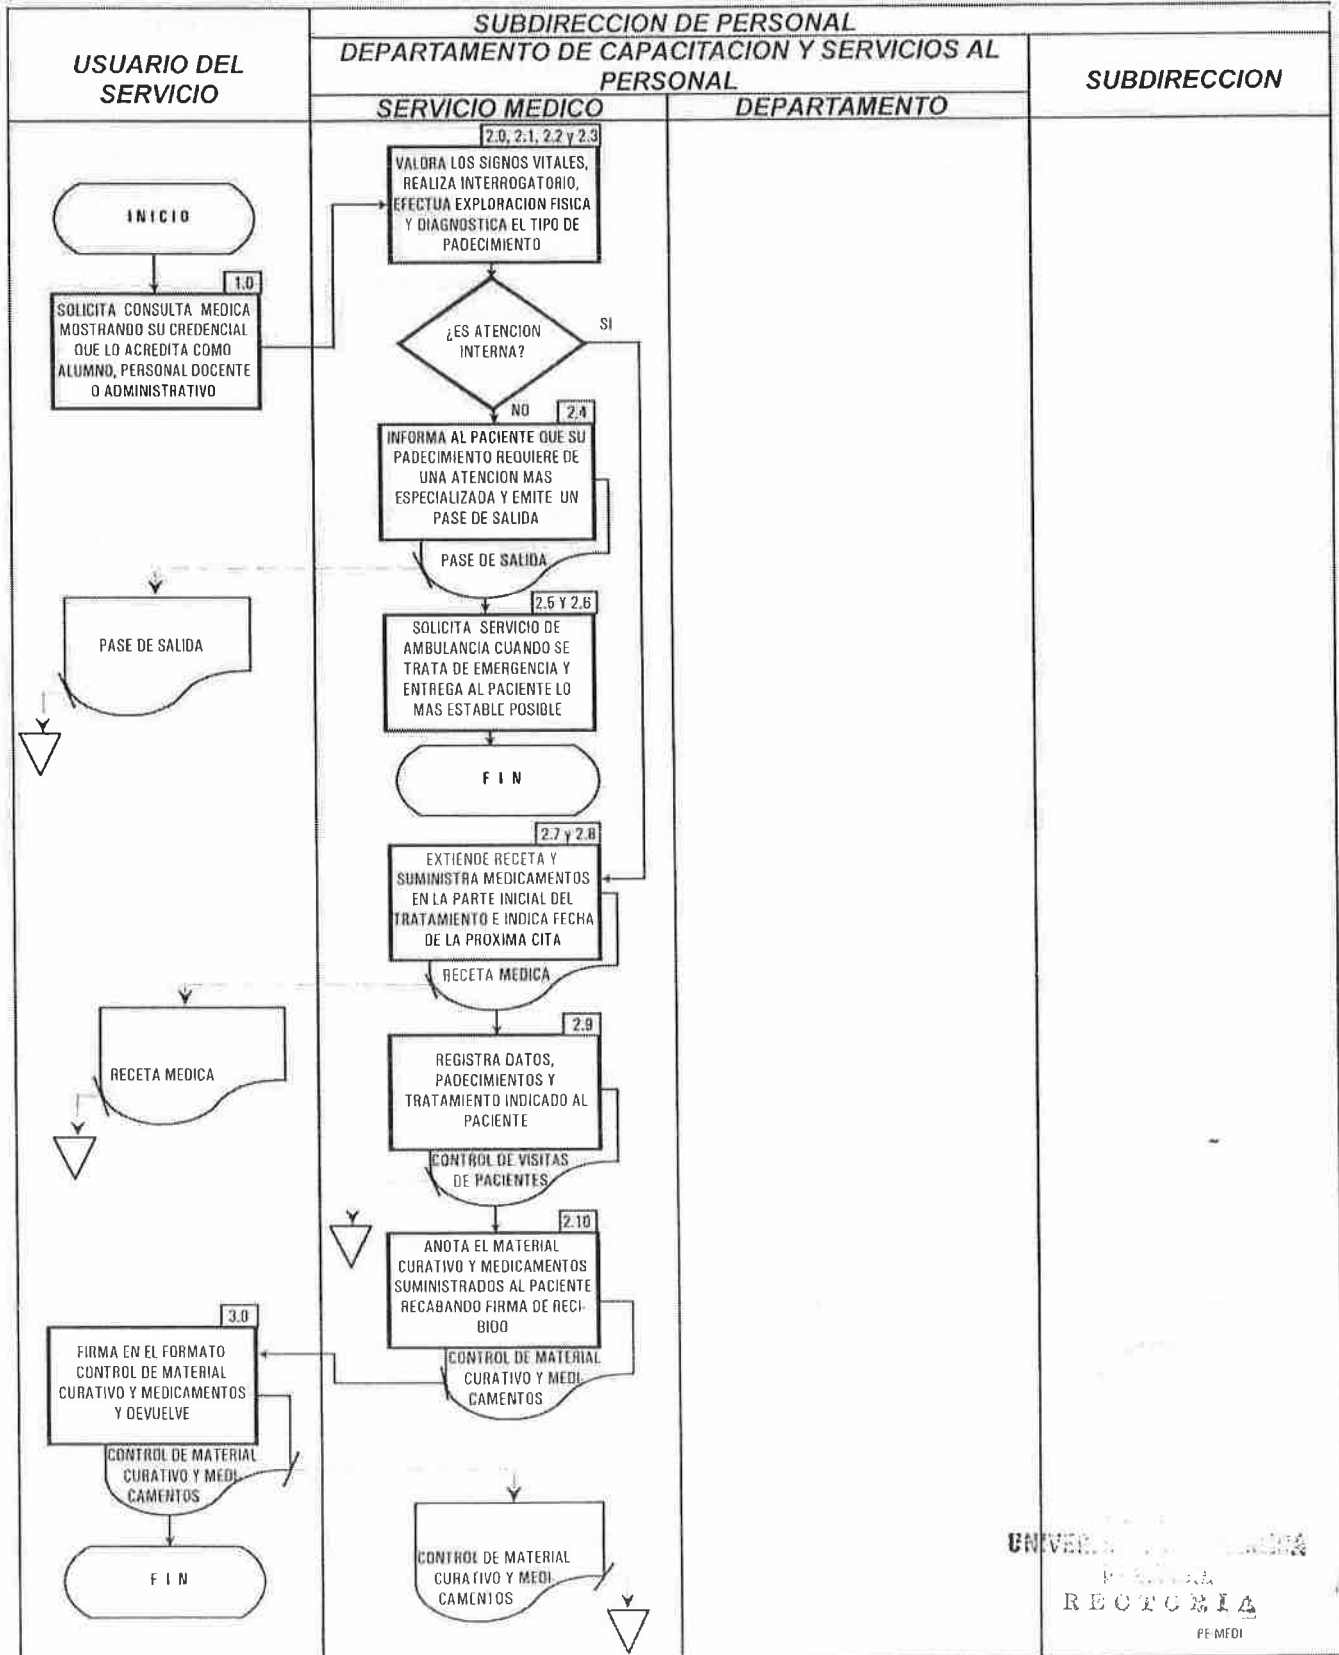 SUBDIRECCION DE PERSONAL
USUARIO DEL
SERVICIO
DEPARTAMENTO DE CAPACITACION Y SERVICIOS AL
PERSONAL
SUBDIRECCION
SERVICIO MEDICO
DEPARTAMENTO
2.0, 2.1, 2.2 y 2.3
VALORA LOS SIGNOS VITALES,
REALIZA INTERROGATORIO,
EFECTUA EXPLORACION FISICA
Y DIAGNOSTICA EL TIPO DE
PADECIMIENTO
INICIO
1.0
SOLICITA CONSULTA MEDICA
MOSTRANDO SU CREDENCIAL
QUE LO ACREDITA COMO
ALUMNO, PERSONAL DOCENTE
O ADMINISTRATIVO
¿ES ATENCION
INTERNA?
SI
NO
2.4
INFORMA AL PACIENTE QUE SU
PADECIMIENTO REQUIERE DE
UNA ATENCION MAS
ESPECIALIZADA Y EMITE UN
PASE DE SALIDA
PASE DE SALIDA
PASE DE SALIDA
2.5 Y 2.6
SOLICITA SERVICIO DE
AMBULANCIA CUANDO SE
TRATA DE EMERGENCIA Y
ENTREGA AL PACIENTE LO
MAS ESTABLE POSIBLE
FIN
2.7 y 2.8
EXTIENDE RECETA Y
SUMINISTRA MEDICAMENTOS
EN LA PARTE INICIAL DEL
TRATAMIENTO E INDICA FECHA
DE LA PROXIMA CITA
RECETA MEDICA
RECETA MEDICA
2.9
REGISTRA DATOS,
PADECIMIENTOS Y
TRATAMIENTO INDICADO AL
PACIENTE
CONTROL DE VISITAS
DE PACIENTES
2.10
ANOTA EL MATERIAL
CURATIVO Y MEDICAMENTOS
SUMINISTRADOS AL PACIENTE
RECABANDO FIRMA DE RECI-
BIDO
CONTROL DE MATERIAL
CURATIVO Y MEDI-
CAMENTOS
3.0
FIRMA EN EL FORMATO
CONTROL DE MATERIAL
CURATIVO Y MEDICAMENTOS
Y DEVUELVE
CONTROL DE MATERIAL
CURATIVO Y MEDI-
CAMENTOS
FIN
CONTROL DE MATERIAL
CURATIVO Y MEDI-
CAMENTOS
RECTORIA
PE-MEDI